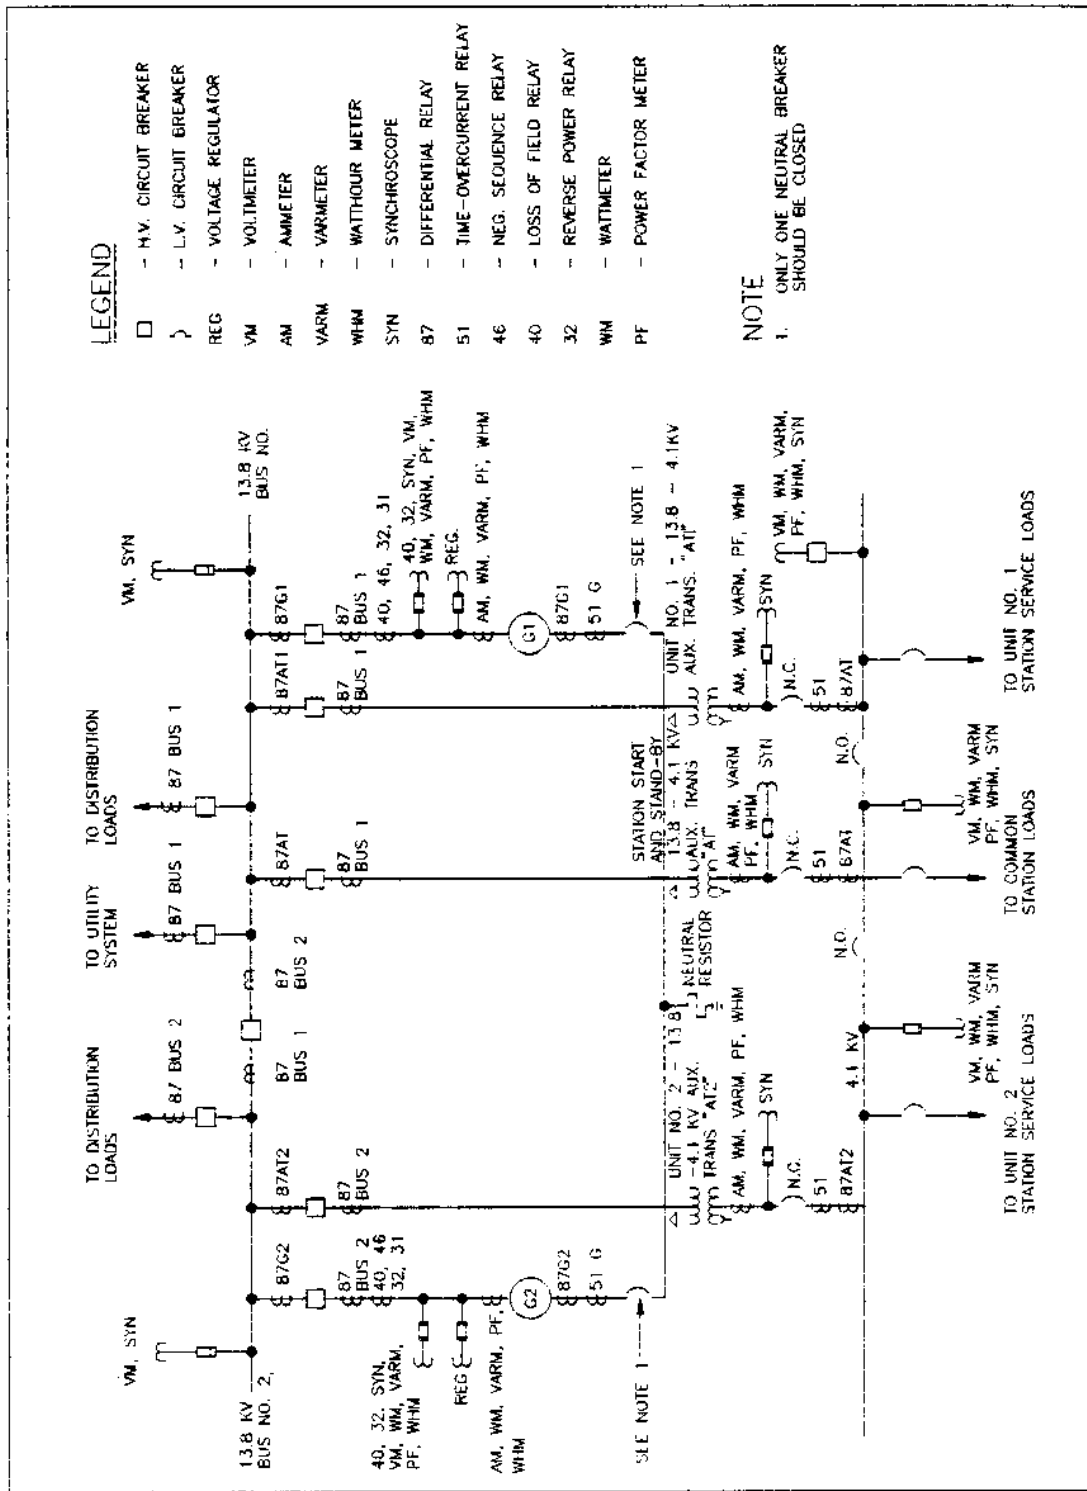 VM, SYN
13.8 KV
BUS NO. 2,
TO DISTRIBUTION
LOADS
87 BUS 2
TO UTILITY
SYSTEM
87 BUS 1
TO DISTRIBUTION
LOADS
87 BUS 1
VM, SYN
13.8 KV
BUS NO.
87
BUS 1
87
BUS 2
87G2
87
BUS 2
40, 46
32, 31
40, 32, SYN,
VM, WM, VARM,
PF, WHM
REG
AM, WM, VARM, PF,
WHM
G2
87G2
51 G
SEE NOTE 1
87AT2
87
BUS 2
UNIT NO. 2 - 13.8
-4.1 KV AUX.
TRANS "AT2"
AM, WM, VARM, PF, WHM
SYN
N.C.
51
87AT2
NEUTRAL
RESISTOR
87AT
87
BUS 1
STATION START
AND STAND-BY
13.8 - 4.1 KV
AUX. TRANS
"AT"
AM, WM, VARM
PF, WHM
SYN
N.C.
51
87AT
87AT1
87
BUS 1
UNIT NO. 1 - 13.8 - 4.1KV
AUX. TRANS. "AT1"
AM, WM, VARM, PF, WHM
SYN
N.C.
51
87AT
87G1
87
BUS 1
40, 46, 32, 31
40, 32, SYN, VM,
WM, VARM, PF, WHM
REG.
AM, WM, VARM, PF, WHM
G1
87G1
51 G
SEE NOTE 1
VM, WM, VARM,
PF, WHM, SYN
4.1 KV
N.O.
N.O.
TO UNIT NO. 2
STATION SERVICE LOADS
VM, WM, VARM
PF, WHM, SYN
TO COMMON
STATION LOADS
VM, WM, VARM
PF, WHM, SYN
TO UNIT NO. 1
STATION SERVICE LOADS
LEGEND
- H.V. CIRCUIT BREAKER
- L.V. CIRCUIT BREAKER
REG - VOLTAGE REGULATOR
VM - VOLTMETER
AM - AMMETER
VARM - VARMETER
WHM - WATTHOUR METER
SYN - SYNCHROSCOPE
87 - DIFFERENTIAL RELAY
51 - TIME-OVERCURRENT RELAY
46 - NEG. SEQUENCE RELAY
40 - LOSS OF FIELD RELAY
32 - REVERSE POWER RELAY
WM - WATTMETER
PF - POWER FACTOR METER
NOTE
1. ONLY ONE NEUTRAL BREAKER
SHOULD BE CLOSED